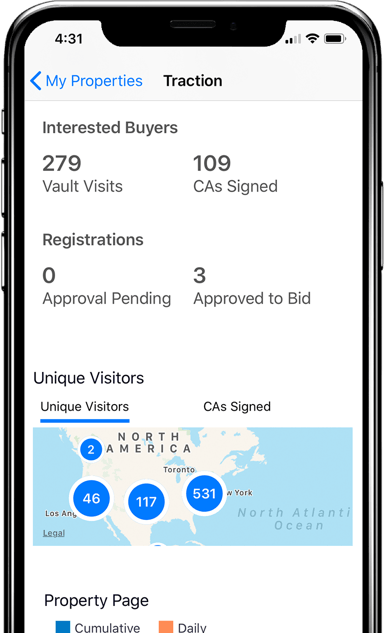 4:31
My Properties Traction
Interested Buyers
279 109
Vault Visits CAs Signed
Registrations
0 3
Approval Pending Approved to Bid
Unique Visitors
Unique Visitors CAs Signed
NORTH
AMERICA
2
Toronto
46 117 531 w York
Los Ang
North Atlanti
Ocean
Legal
Property Page
Cumulative Daily